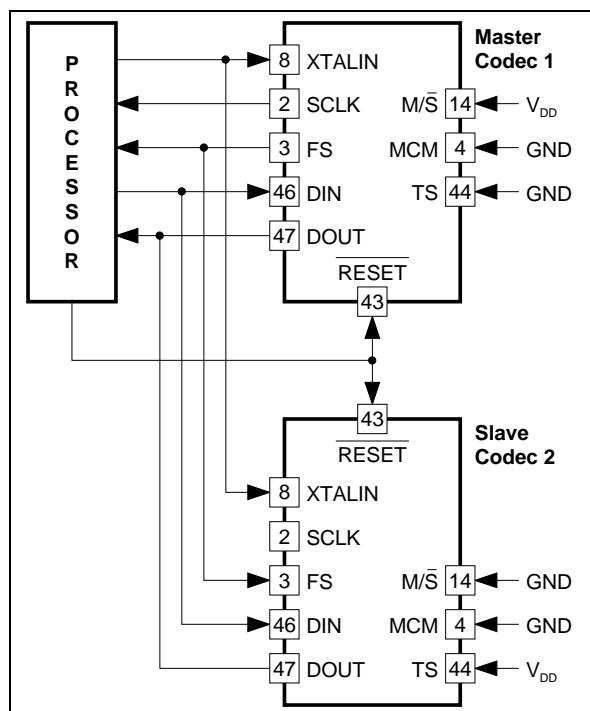 PROCESSOR
Master
Codec 1
8 XTALIN
2 SCLK
3 FS
46 DIN
47 DOUT
M/S̅ 14 V_DD
MCM 4 GND
TS 44 GND
R̅E̅S̅E̅T̅
43
43
R̅E̅S̅E̅T̅
Slave
Codec 2
8 XTALIN
2 SCLK
3 FS
46 DIN
47 DOUT
M/S̅ 14 GND
MCM 4 GND
TS 44 V_DD